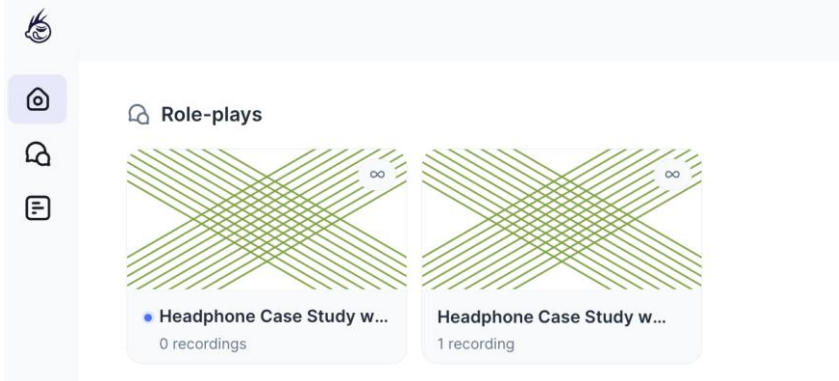 Role-plays
∞
∞
Headphone Case Study w...
0 recordings
Headphone Case Study w...
1 recording